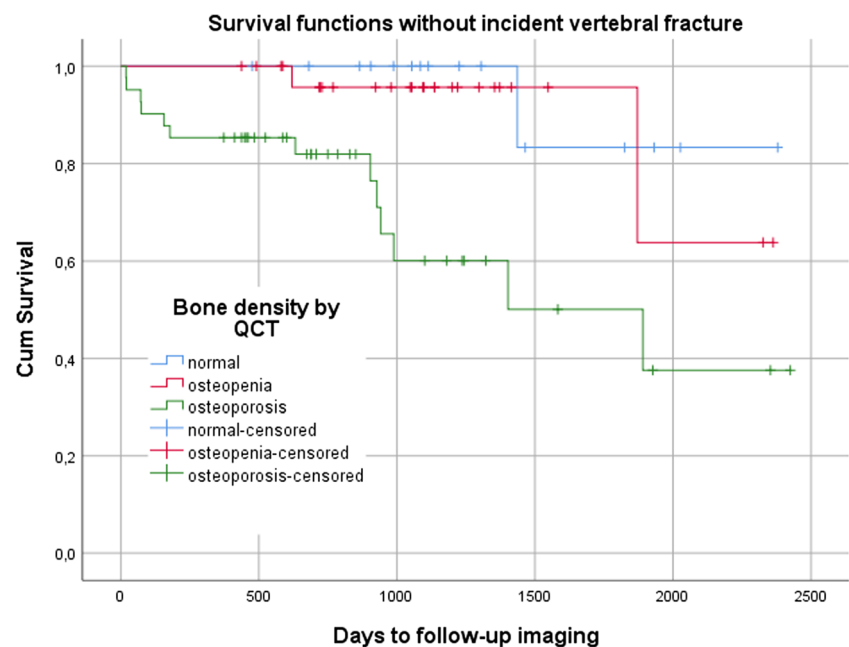 Survival functions without incident vertebral fracture
Cum Survival
1,0
0,8
0,6
0,4
0,2
0,0
Bone density by
QCT
normal
osteopenia
osteoporosis
normal-censored
osteopenia-censored
osteoporosis-censored
0 500 1000 1500 2000 2500
Days to follow-up imaging